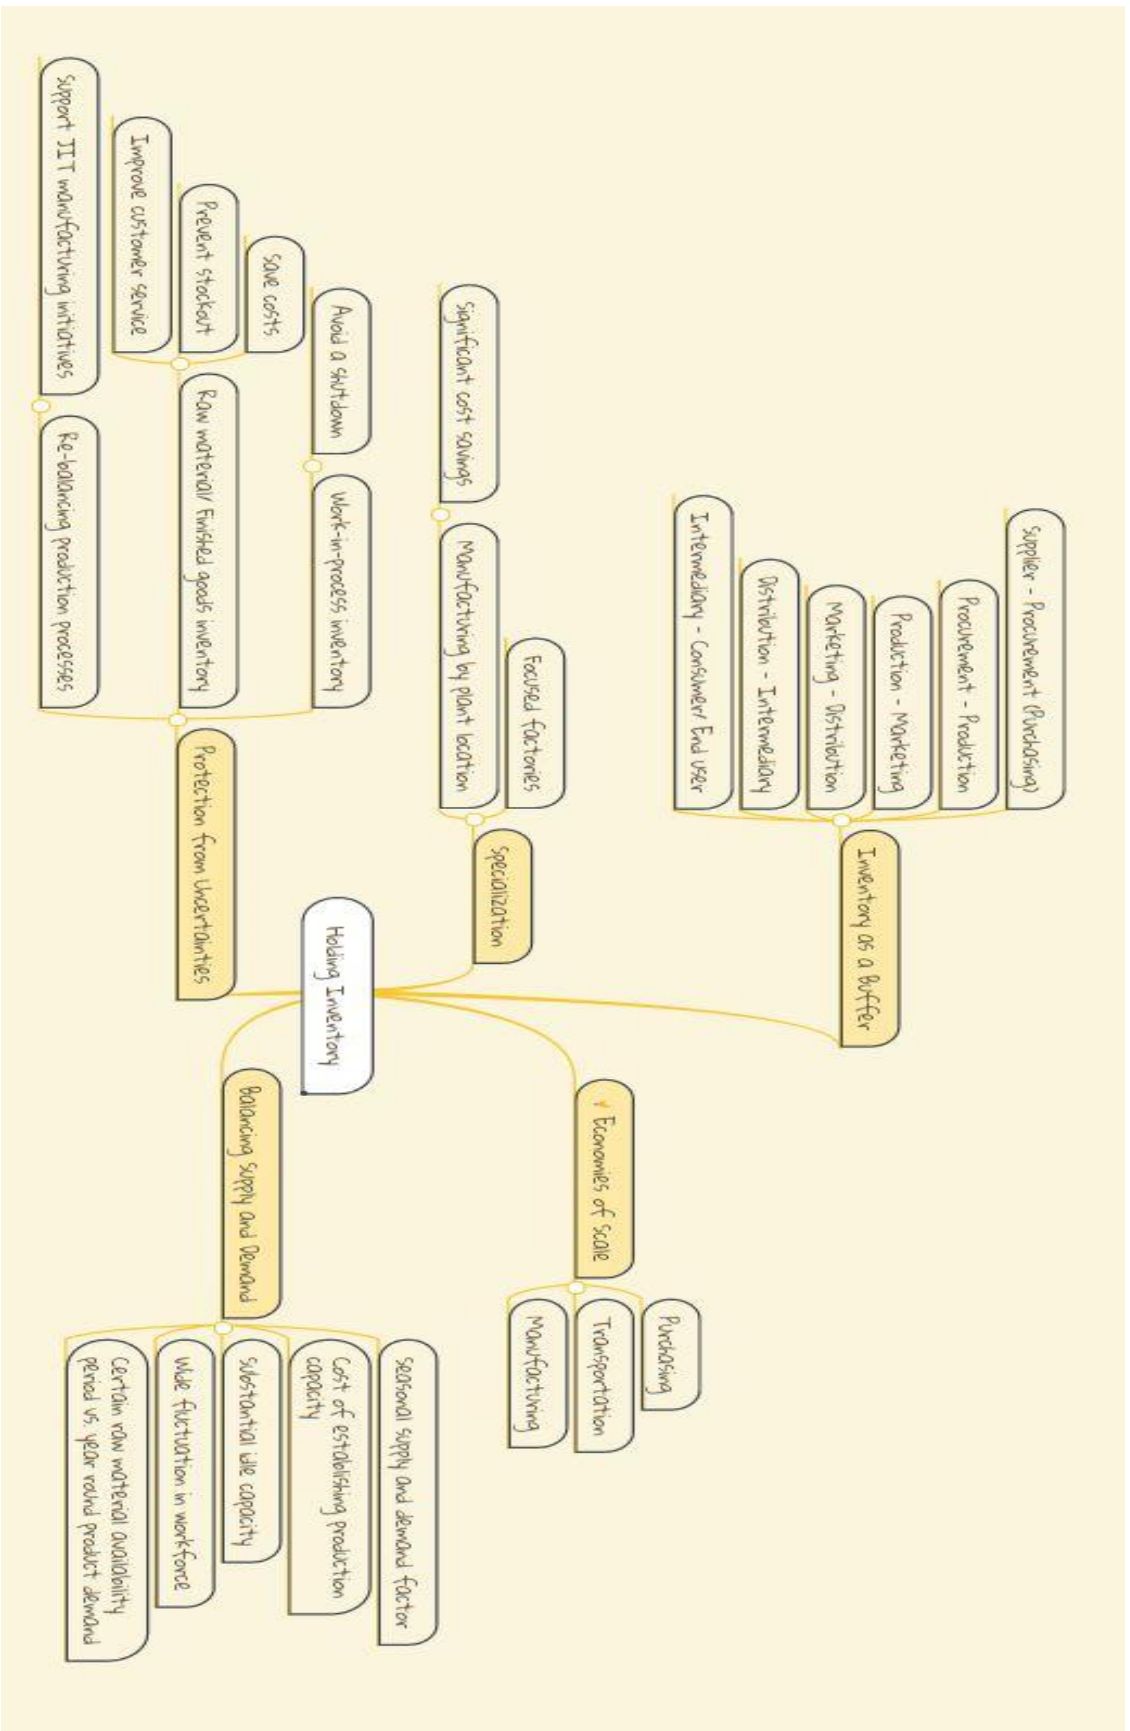 Holding Inventory
Economies of Scale
Purchasing
Transportation
Manufacturing
Balancing Supply and Demand
Seasonal supply and demand factor
Cost of establishing production
capacity
Substantial idle capacity
Wide fluctuation in workforce
Certain raw material availability
period vs. year round product demand
Inventory as a Buffer
Supplier - Procurement (Purchasing)
Procurement - Production
Production - Marketing
Marketing - Distribution
Distribution - Intermediary
Intermediary - Consumer/ End user
Specialization
Focused factories
Manufacturing by plant location
Significant cost savings
Protection from Uncertainties
Work-in-process inventory
Avoid a shutdown
Raw material/ Finished goods inventory
Save costs
Prevent stockout
Improve customer service
Re-balancing production processes
Support JIT manufacturing initiatives